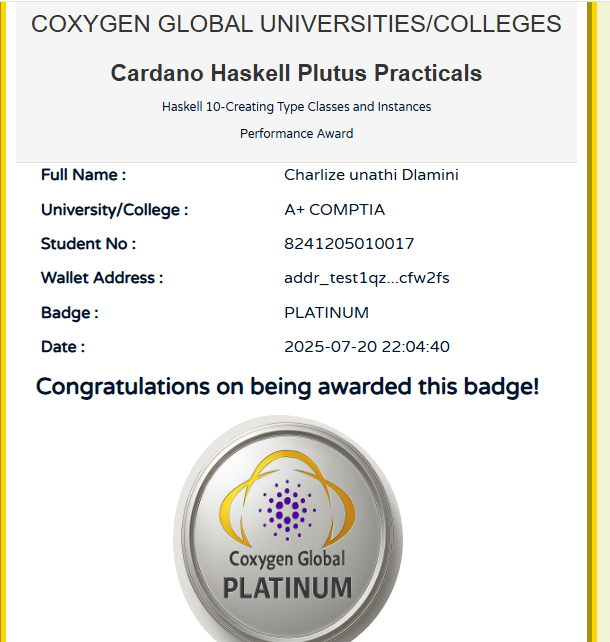 COXYGEN GLOBAL UNIVERSITIES/COLLEGES
Cardano Haskell Plutus Practicals
Haskell 10-Creating Type Classes and Instances
Performance Award
Full Name : Charlize unathi Dlamini
University/College : A+ COMPTIA
Student No : 8241205010017
Wallet Address : addr_test1qz...cfw2fs
Badge : PLATINUM
Date : 2025-07-20 22:04:40
Congratulations on being awarded this badge!
Coxygen Global
PLATINUM